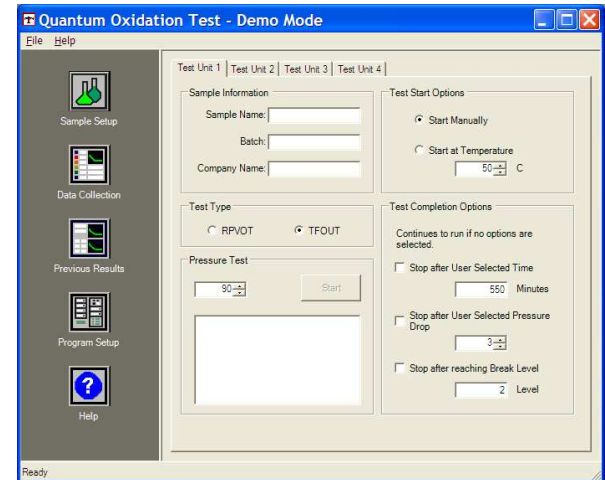 Quantum Oxidation Test - Demo Mode
File Help
Sample Setup
Data Collection
Previous Results
Program Setup
?
Help
Test Unit 1 Test Unit 2 Test Unit 3 Test Unit 4
Sample Information
Sample Name:
Batch:
Company Name:
Test Type
RPVOT TFOUT
Pressure Test
90 Start
Test Start Options
Start Manually
Start at Temperature
50 C
Test Completion Options
Continues to run if no options are
selected.
Stop after User Selected Time
550 Minutes
Stop after User Selected Pressure
Drop
3
Stop after reaching Break Level
2 Level
Ready